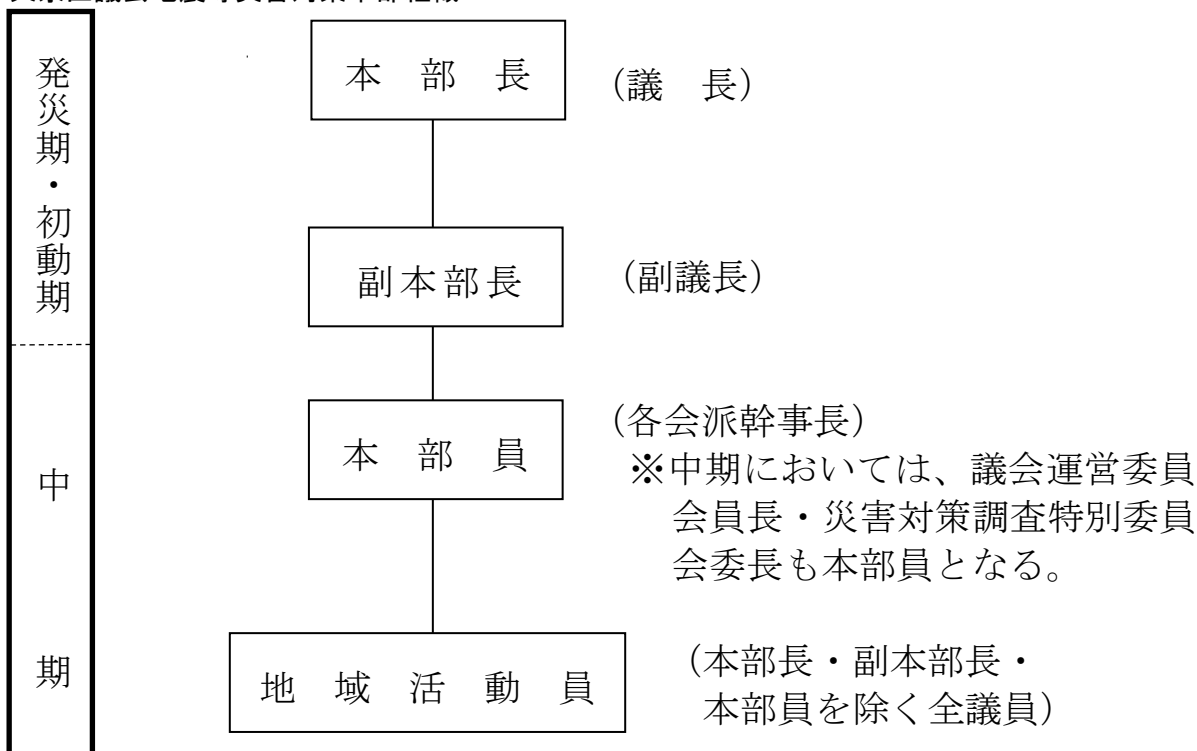 発災期・初動期
中期
本部長
(議長)
副本部長
(副議長)
本部員
(各会派幹事長)
※中期においては、議会運営委員
会員長・災害対策調査特別委員
会委長も本部員となる。
地域活動員
(本部長・副本部長・
本部員を除く全議員)